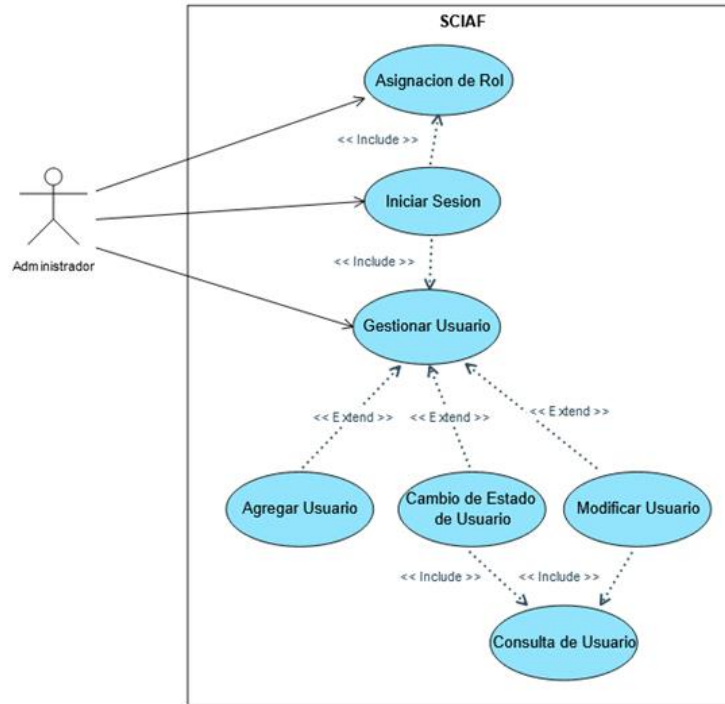 SCIAF
Asignacion de Rol
<< Include >>
Iniciar Sesion
Administrador
<< Include >>
Gestionar Usuario
<< Extend >>
<< Extend >>
<< Extend >>
Agregar Usuario
Cambio de Estado
de Usuario
Modificar Usuario
<< Include >>
<< Include >>
Consulta de Usuario